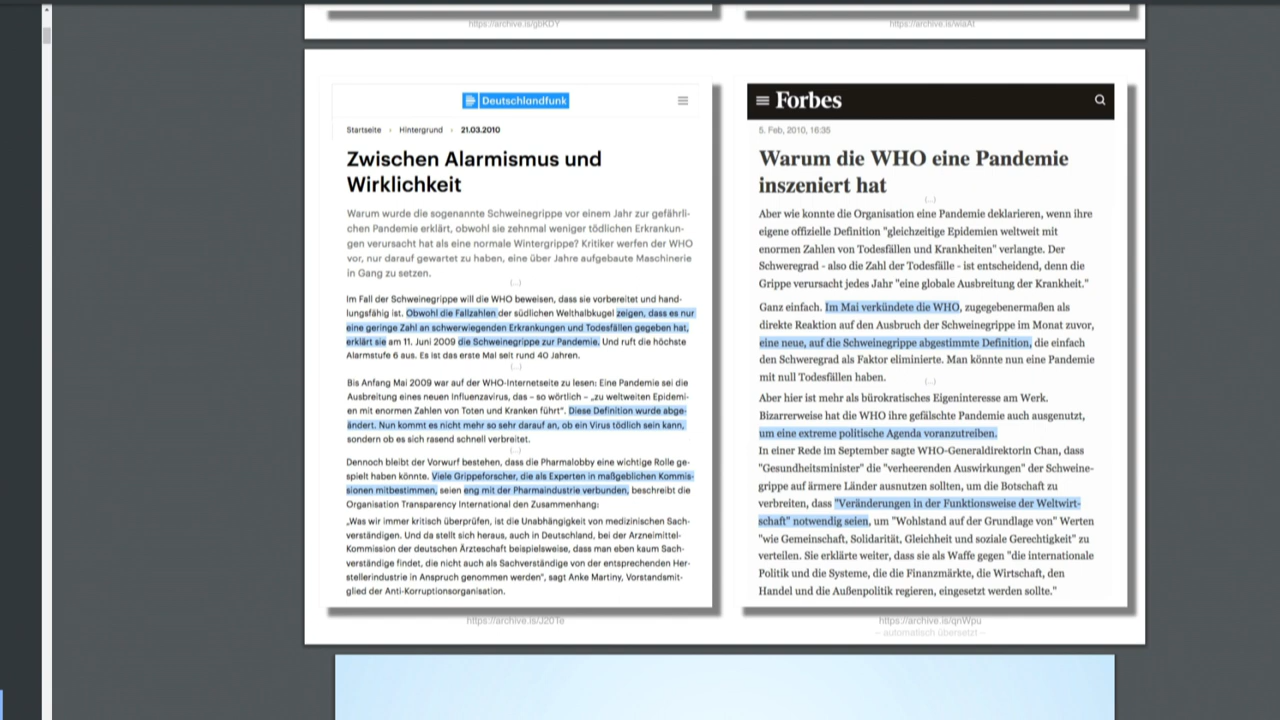 https://archive.is/gbKDY
https://archive.is/wiaAt
Deutschlandfunk
Startseite › Hintergrund › 21.03.2010
Zwischen Alarmismus und
Wirklichkeit
Warum wurde die sogenannte Schweinegrippe vor einem Jahr zur gefährli-
chen Pandemie erklärt, obwohl sie zehnmal weniger tödlichen Erkrankun-
gen verursacht hat als eine normale Wintergrippe? Kritiker werfen der WHO
vor, nur darauf gewartet zu haben, eine über Jahre aufgebaute Maschinerie
in Gang zu setzen.
(...)
Im Fall der Schweinegrippe will die WHO beweisen, dass sie vorbereitet und hand-
lungsfähig ist. Obwohl die Fallzahlen der südlichen Welthalbkugel zeigen, dass es nur
eine geringe Zahl an schwerwiegenden Erkrankungen und Todesfällen gegeben hat,
erklärt sie am 11. Juni 2009 die Schweinegrippe zur Pandemie. Und ruft die höchste
Alarmstufe 6 aus. Es ist das erste Mal seit rund 40 Jahren.
(...)
Bis Anfang Mai 2009 war auf der WHO-Internetseite zu lesen: Eine Pandemie sei die
Ausbreitung eines neuen Influenzavirus, das – so wörtlich – „zu weltweiten Epidemi-
en mit enormen Zahlen von Toten und Kranken führt“. Diese Definition wurde abge-
ändert. Nun kommt es nicht mehr so sehr darauf an, ob ein Virus tödlich sein kann,
sondern ob es sich rasend schnell verbreitet.
(...)
Dennoch bleibt der Vorwurf bestehen, dass die Pharmalobby eine wichtige Rolle ge-
spielt haben könnte. Viele Grippeforscher, die als Experten in maßgeblichen Kommis-
sionen mitbestimmen, seien eng mit der Pharmaindustrie verbunden, beschreibt die
Organisation Transparency International den Zusammenhang:
„Was wir immer kritisch überprüfen, ist die Unabhängigkeit von medizinischen Sach-
verständigen. Und da stellt sich heraus, auch in Deutschland, bei der Arzneimittel-
Kommission der deutschen Ärzteschaft beispielsweise, dass man eben kaum Sach-
verständige findet, die nicht auch als Sachverständige von der entsprechenden Her-
stellerindustrie in Anspruch genommen werden“, sagt Anke Martiny, Vorstandsmit-
glied der Anti-Korruptionsorganisation.
https://archive.is/J20Te
Forbes
5. Feb, 2010, 16:35
Warum die WHO eine Pandemie
inszeniert hat
(...)
Aber wie konnte die Organisation eine Pandemie deklarieren, wenn ihre
eigene offizielle Definition "gleichzeitige Epidemien weltweit mit
enormen Zahlen von Todesfällen und Krankheiten" verlangte. Der
Schweregrad - also die Zahl der Todesfälle - ist entscheidend, denn die
Grippe verursacht jedes Jahr "eine globale Ausbreitung der Krankheit."
Ganz einfach. Im Mai verkündete die WHO, zugegebenermaßen als
direkte Reaktion auf den Ausbruch der Schweinegrippe im Monat zuvor,
eine neue, auf die Schweinegrippe abgestimmte Definition, die einfach
den Schweregrad als Faktor eliminierte. Man könnte nun eine Pandemie
mit null Todesfällen haben.
(...)
Aber hier ist mehr als bürokratisches Eigeninteresse am Werk.
Bizarrerweise hat die WHO ihre gefälschte Pandemie auch ausgenutzt,
um eine extreme politische Agenda voranzutreiben.
In einer Rede im September sagte WHO-Generaldirektorin Chan, dass
"Gesundheitsminister" die "verheerenden Auswirkungen" der Schweine-
grippe auf ärmere Länder ausnutzen sollten, um die Botschaft zu
verbreiten, dass "Veränderungen in der Funktionsweise der Weltwirt-
schaft" notwendig seien, um "Wohlstand auf der Grundlage von" Werten
"wie Gemeinschaft, Solidarität, Gleichheit und soziale Gerechtigkeit" zu
verteilen. Sie erklärte weiter, dass sie als Waffe gegen "die internationale
Politik und die Systeme, die die Finanzmärkte, die Wirtschaft, den
Handel und die Außenpolitik regieren, eingesetzt werden sollte."
https://archive.is/qnWpu
– automatisch übersetzt –